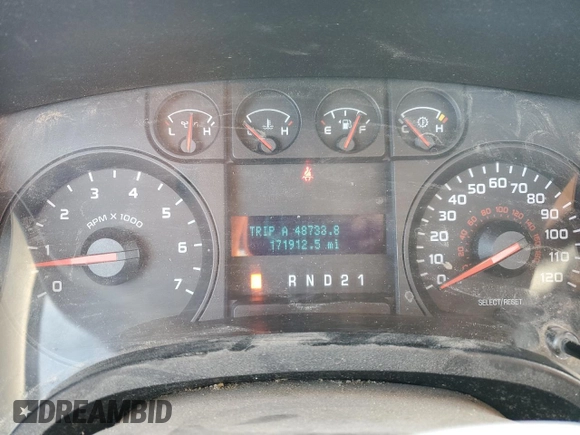 L H
L H
E F
C H
TRIP A 48733.8
171912.5 mi
R N D 2 1
0 1 2 3 4 5 6 7
RPM X 1000
0 10 20 30 40 50 60 70 80 90 100 110 120
SELECT/RESET
DREAMBID